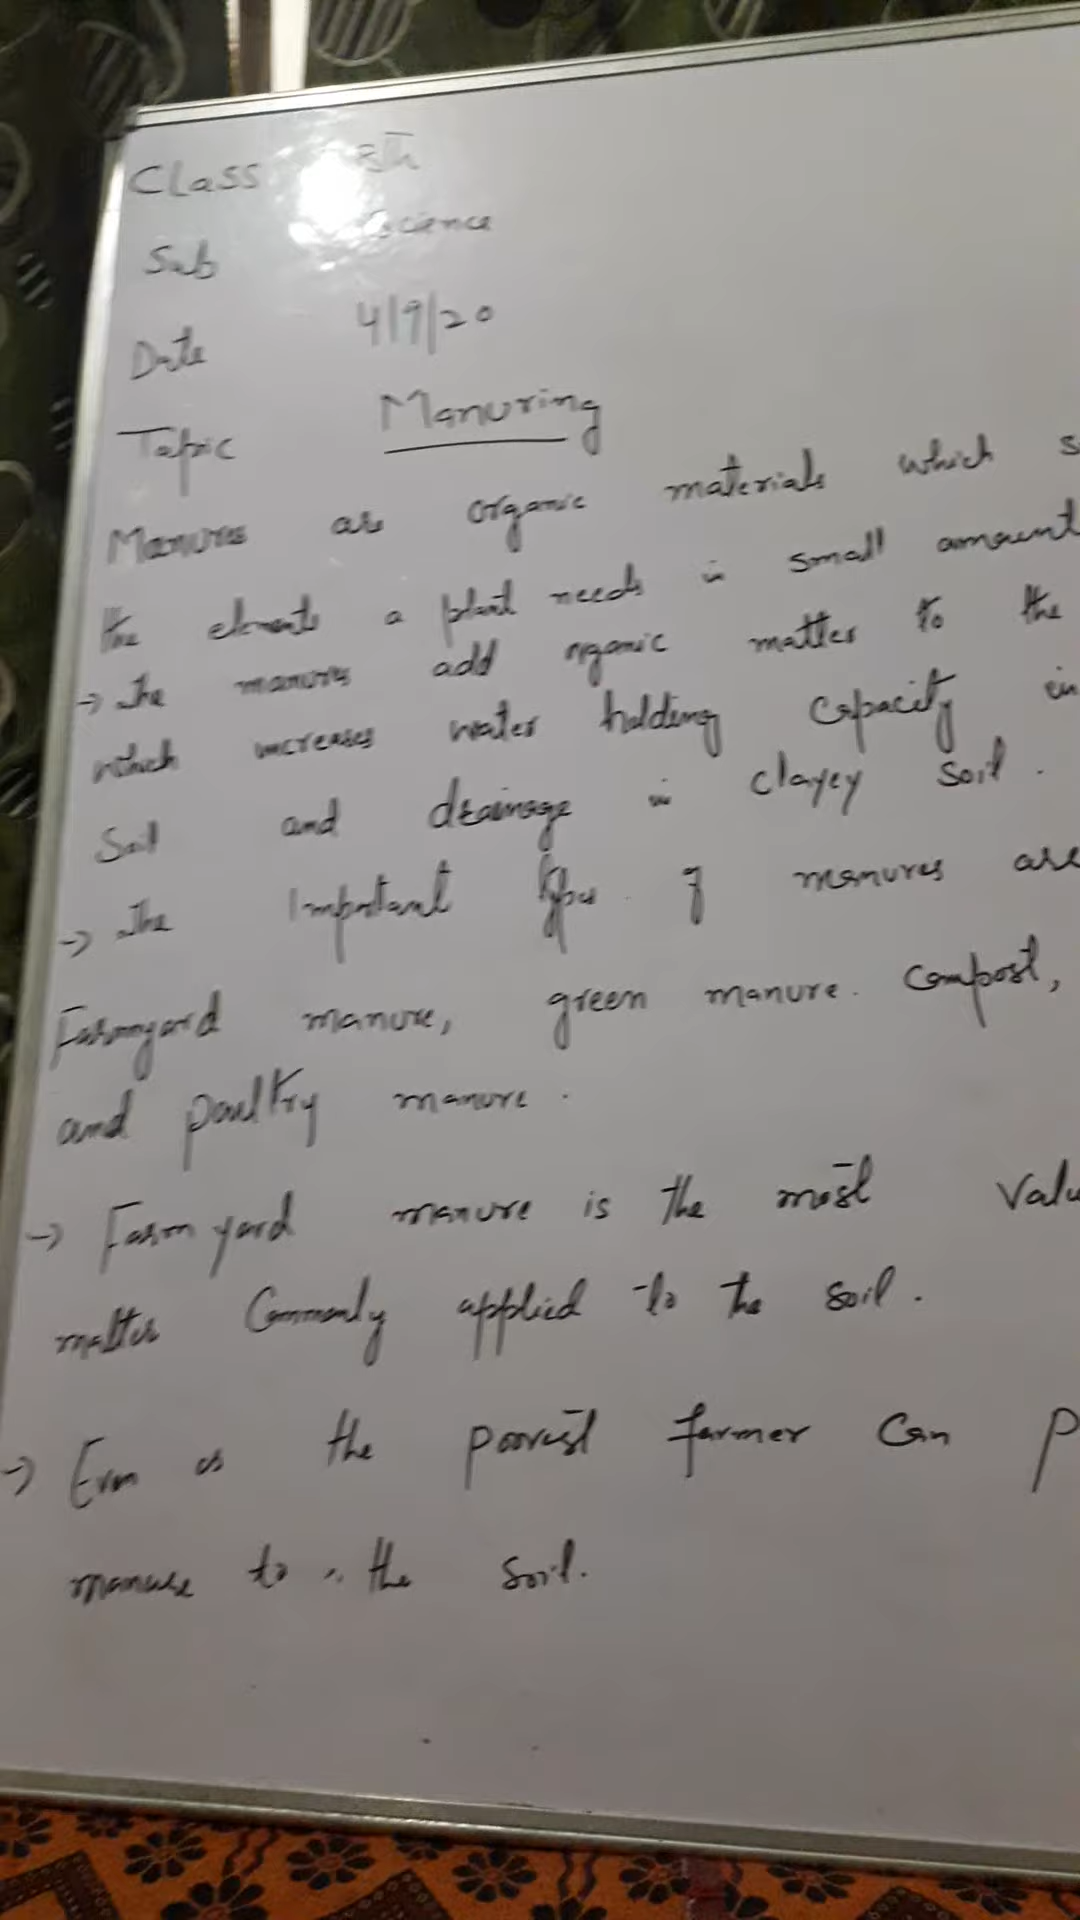 Class 8th
Sub Science
Date 4/9/20
Topic Manuring
Manures are organic materials which s
the elements a plant needs in small amount
→ The manures add organic matter to the
which increases water holding capacity in
Soil and drainage in clayey soil.
→ The Important types of manures are
Farmyard manure, green manure. Compost,
and poultry manure.
→ Farm yard manure is the most Valu
matter Commonly applied to the soil.
→ Even as the poorest farmer Can P
manure to the soil.